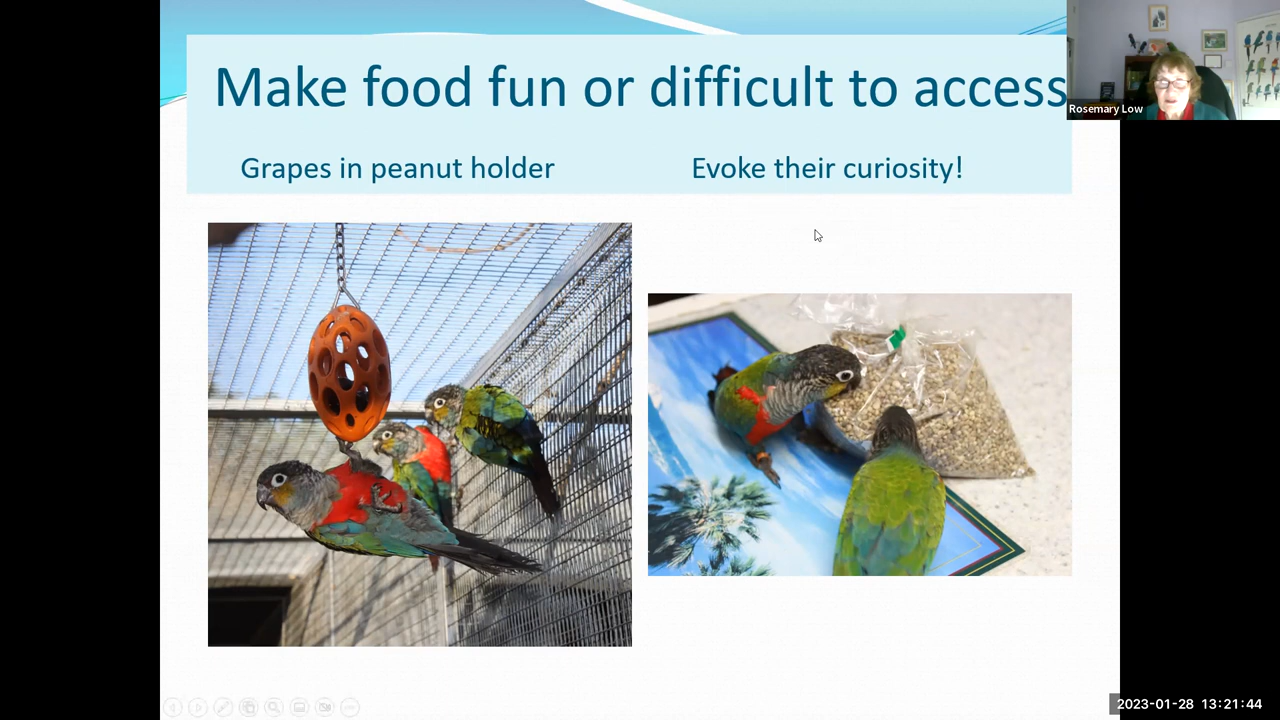 Make food fun or difficult to access
Rosemary Low
Grapes in peanut holder
Evoke their curiosity!
2023-01-28 13:21:44